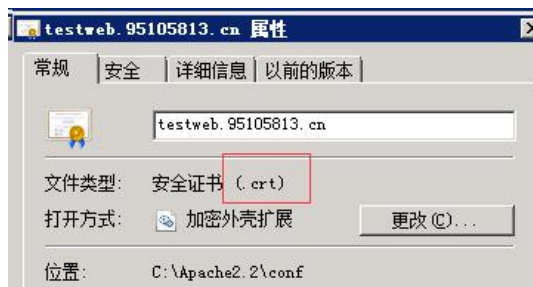 testweb.95105813.cn 属性
常规 安全 详细信息 以前的版本
testweb.95105813.cn
文件类型: 安全证书 (.crt)
打开方式: 加密外壳扩展 更改(C)...
位置: C:\Apache2.2\conf